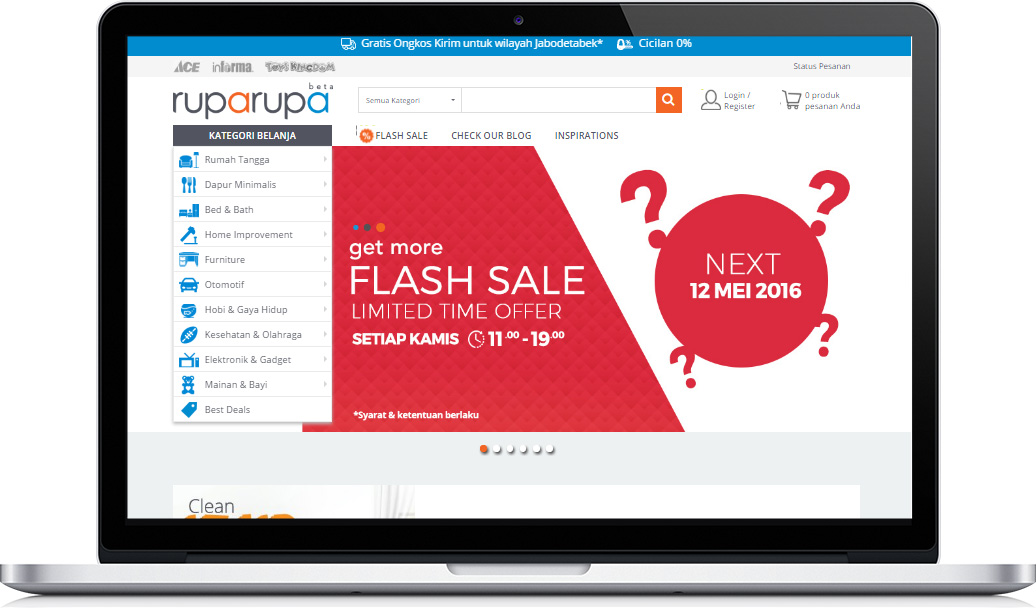 Gratis Ongkos Kirim untuk wilayah Jabodetabek* 0% Cicilan 0%
ACE informa Toys Kingdom Status Pesanan
beta
ruparupa
Semua Kategori
Login /
Register
0 produk
pesanan Anda
KATEGORI BELANJA
% FLASH SALE CHECK OUR BLOG INSPIRATIONS
Rumah Tangga
Dapur Minimalis
Bed & Bath
Home Improvement
Furniture
Otomotif
Hobi & Gaya Hidup
Kesehatan & Olahraga
Elektronik & Gadget
Mainan & Bayi
Best Deals
get more
FLASH SALE
LIMITED TIME OFFER
SETIAP KAMIS 11.00 - 19.00
*Syarat & ketentuan berlaku
? ?
NEXT
12 MEI 2016
? ?
Clean